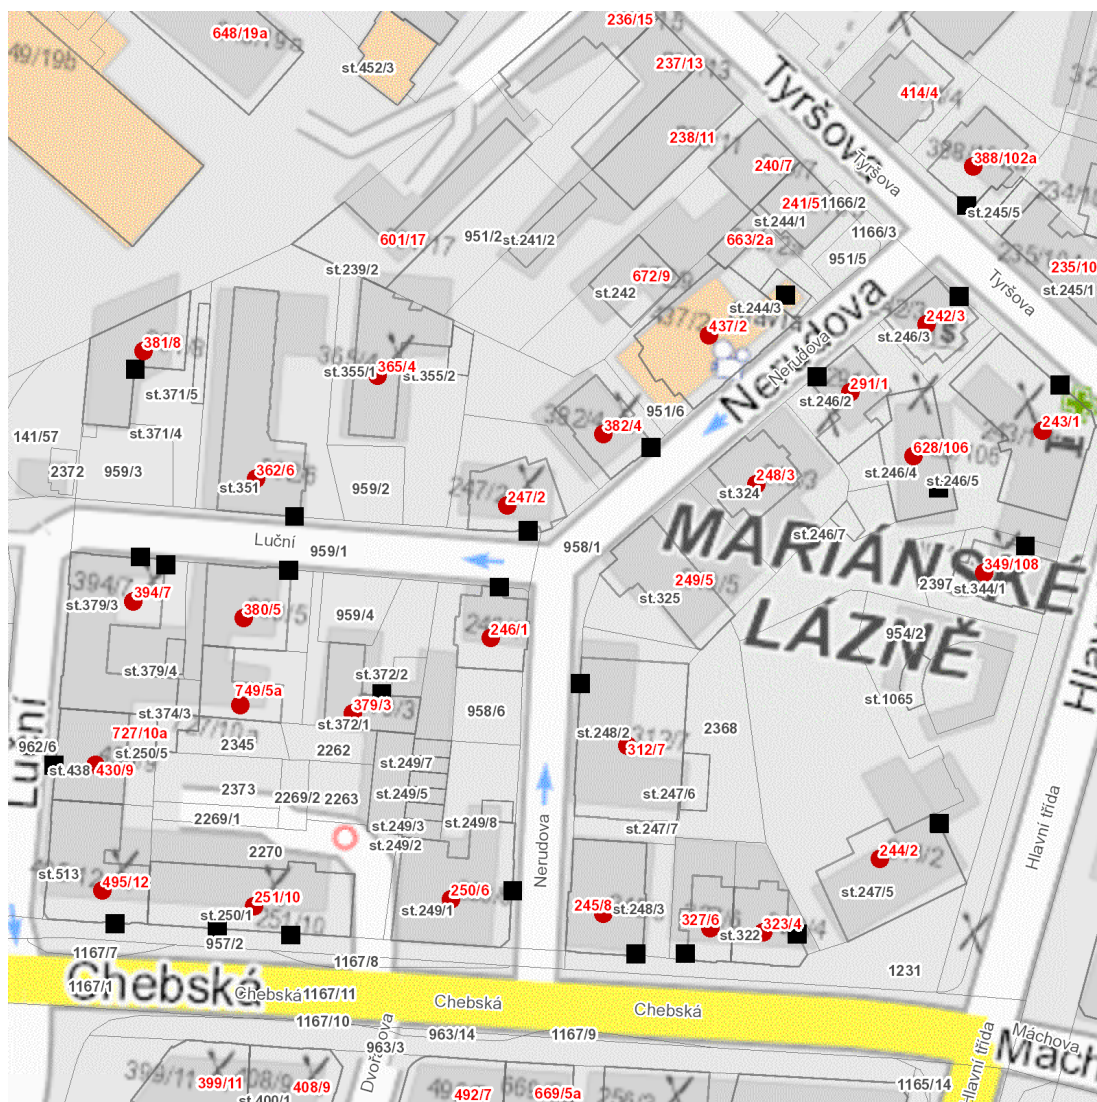 236/15
648/19a
49/19b
st.452/3
237/13
Tyršova
414/4
238/11
388/102a
240/7
Tyršova
241/5
1166/2
st.244/1
st.245/5
1166/3
601/17
951/2
st.241/2
663/2a
951/5
235/10
st.239/2
672/9
st.242
st.245/1
Tyršova
st.244/3
242/3
437/2
st.246/3
Nerudova
Nerudova
381/8
365/4
st.355/1
st.355/2
291/1
st.371/5
st.246/2
951/6
243/1
382/4
st.371/4
141/57
628/106
2372
959/3
362/6
st.351
959/2
248/3
st.324
st.246/4
st.246/5
247/2
st.246/7
MARIÁNSKÉ
LÁZNĚ
Luční
959/1
958/1
349/108
394/7
st.379/3
249/5
st.325
2397
st.344/1
380/5
959/4
246/1
954/2
st.379/4
st.372/2
749/5a
379/3
st.374/3
st.372/1
958/6
st.1065
Luční
727/10a
2345
2262
st.248/2
2368
312/7
962/6
st.250/5
st.438
430/9
st.249/7
2373
2269/2
2263
st.249/5
st.247/6
2269/1
st.249/3
st.249/8
st.247/7
st.249/2
Nerudova
Hlavní třída
2270
244/2
st.513
st.247/5
495/12
251/10
250/6
st.250/1
st.249/1
245/8
st.248/3
327/6
323/4
st.322
957/2
1167/7
1167/8
1231
Chebská
1167/1
Chebská
1167/11
Chebská
Chebská
1167/10
963/14
1167/9
Máchova
963/3
Dvořákova
Hlavní třída
399/11
408/9
st.400/1
492/7
669/5a
1165/14